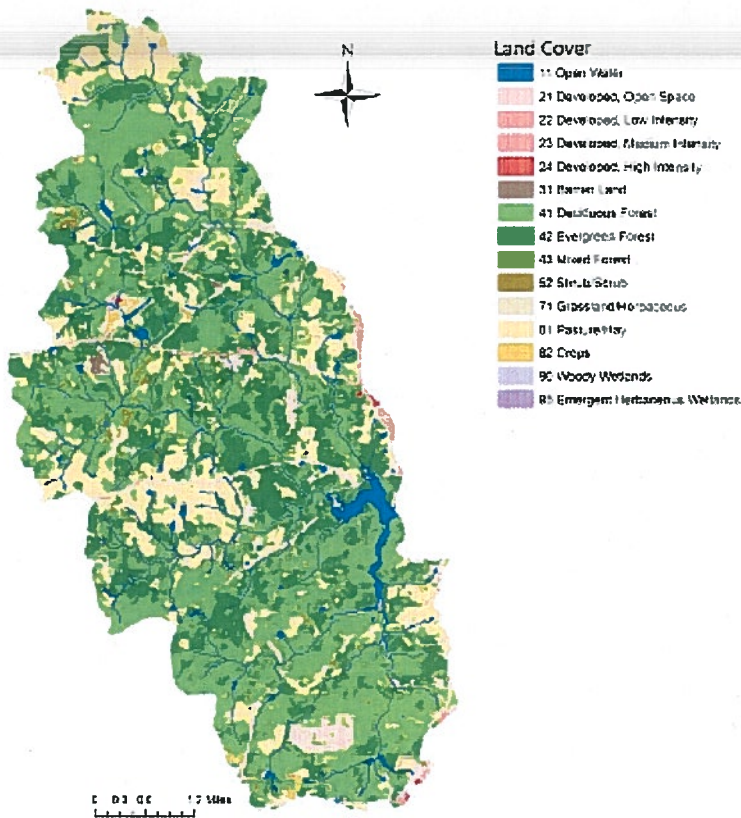 N
Land Cover
11 Open Water
21 Developed, Open Space
22 Developed, Low Intensity
23 Developed, Medium Intensity
24 Developed, High Intensity
31 Barren Land
41 Deciduous Forest
42 Evergreen Forest
43 Mixed Forest
52 Shrub/Scrub
71 Grassland/Herbaceous
81 Pasture/Hay
82 Crops
90 Woody Wetlands
95 Emergent Herbaceous Wetlands
Miles